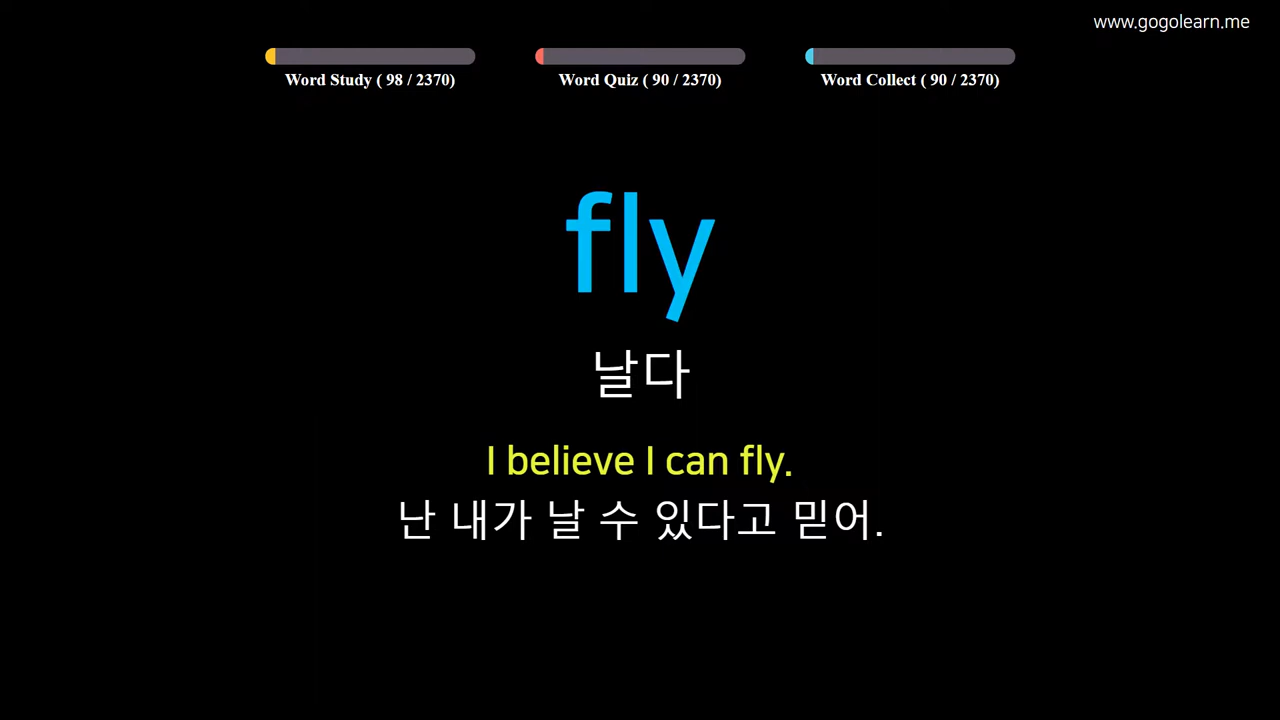 www.gogolearn.me
Word Study ( 98 / 2370)
Word Quiz ( 90 / 2370)
Word Collect ( 90 / 2370)
fly
날다
I believe I can fly.
난 내가 날 수 있다고 믿어.